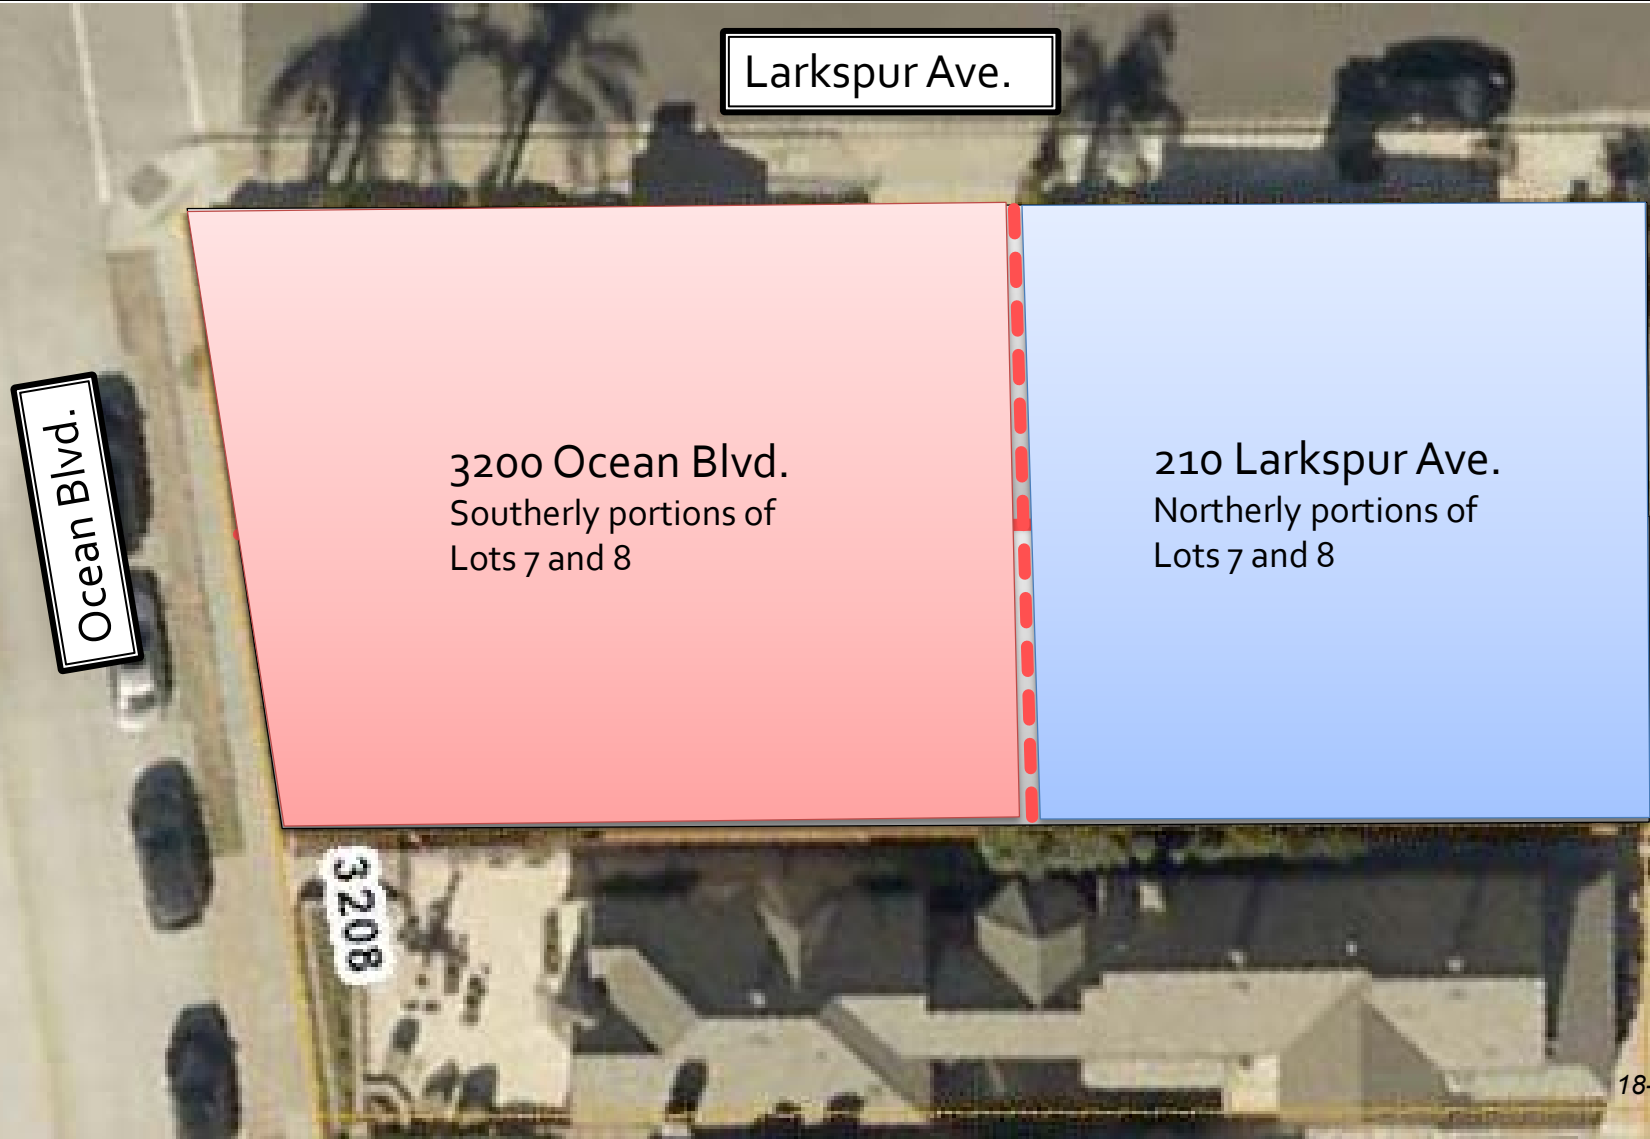 Larkspur Ave.
Ocean Blvd.
3200 Ocean Blvd.
Southerly portions of
Lots 7 and 8
210 Larkspur Ave.
Northerly portions of
Lots 7 and 8
3208
18-